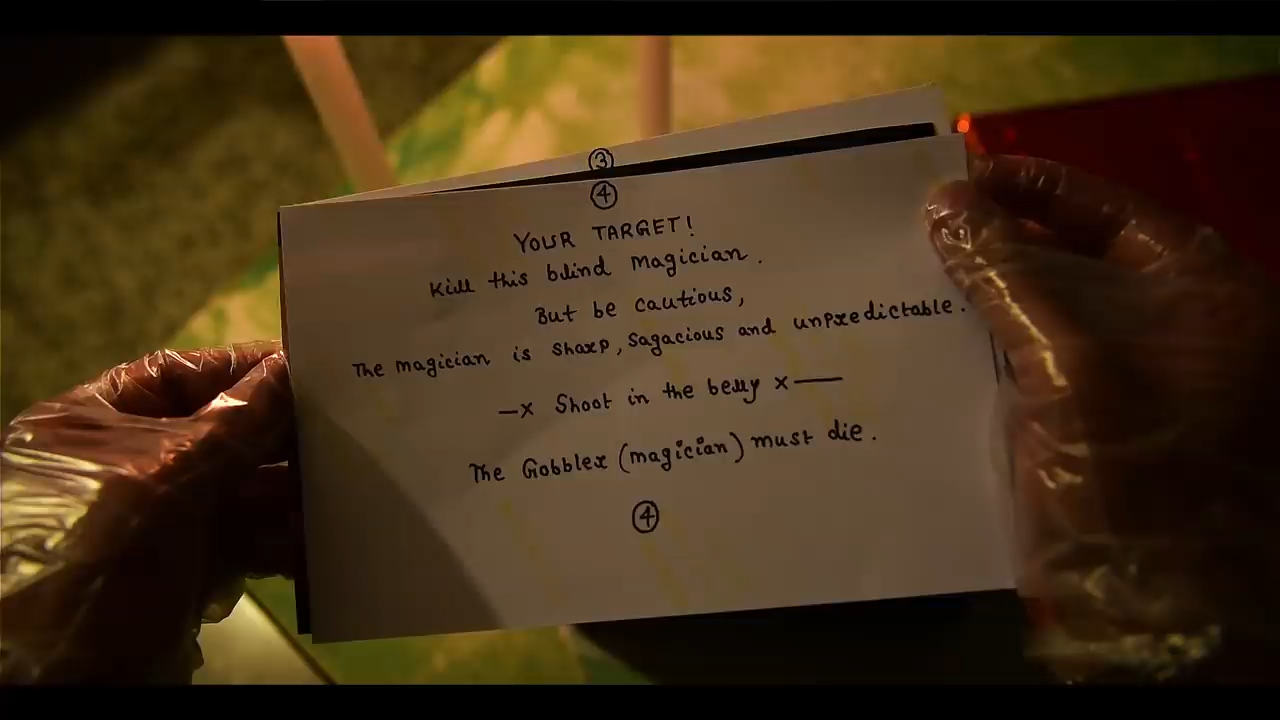 ③
④
YOUR TARGET!
Kill this blind magician.
But be cautious,
The magician is sharp, sagacious and unpredictable.
—x Shoot in the belly x——
The Gobbler (magician) must die.
④